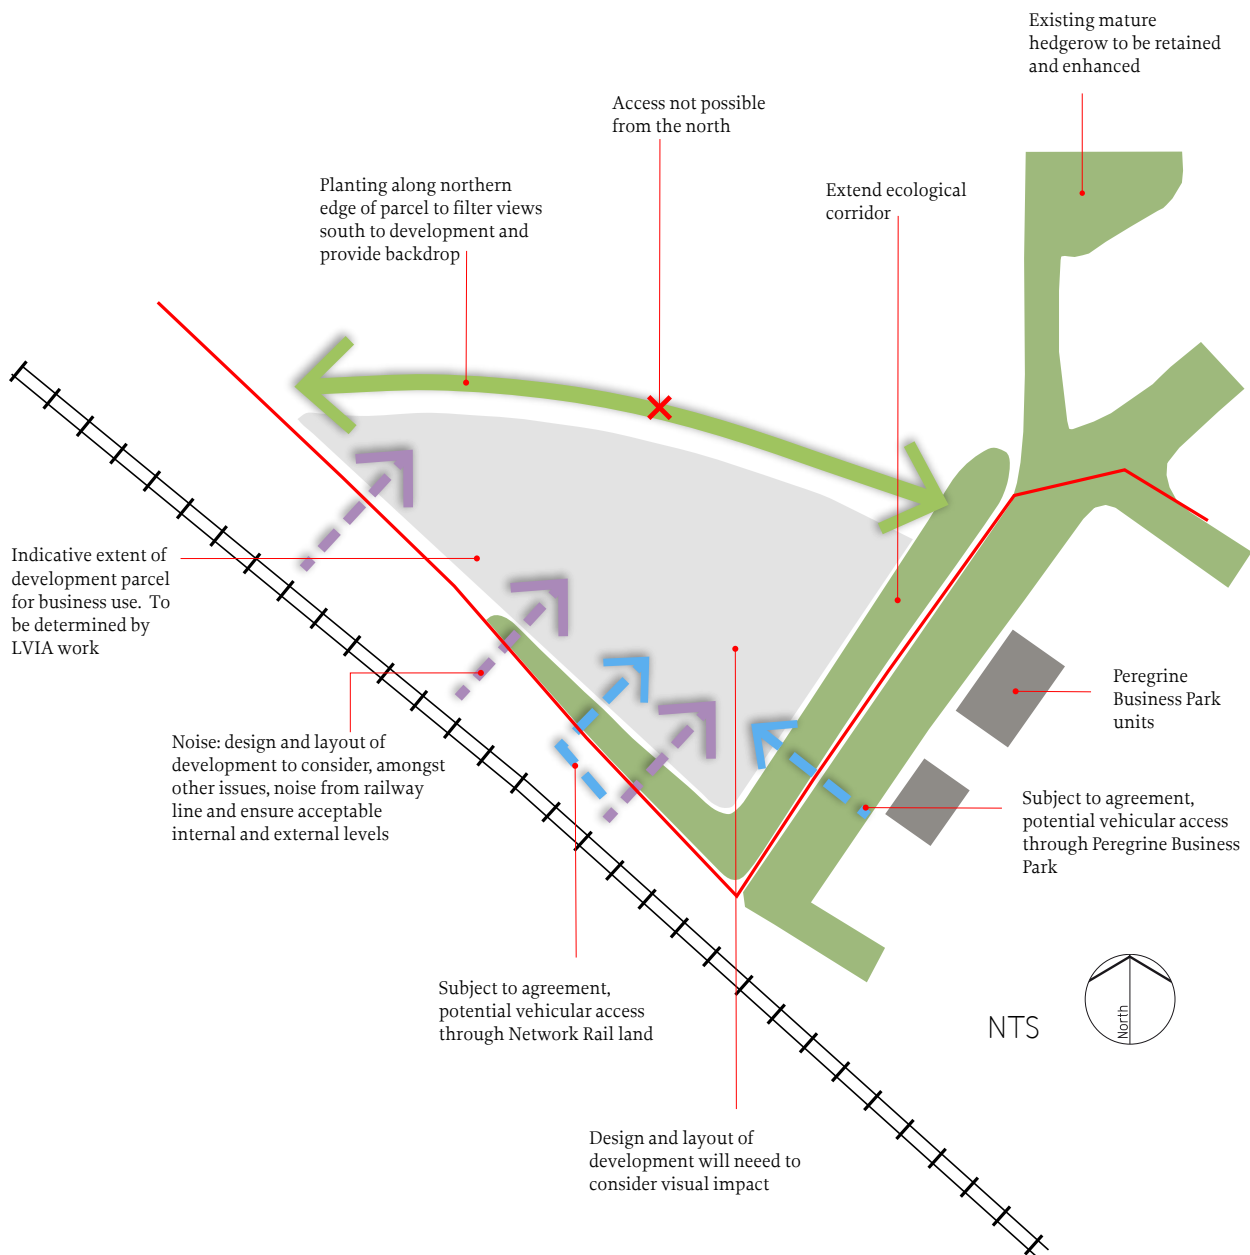 Existing mature
hedgerow to be retained
and enhanced
Access not possible
from the north
Planting along northern
edge of parcel to filter views
south to development and
provide backdrop
Extend ecological
corridor
Indicative extent of
development parcel
for business use.  To
be determined by
LVIA work
Noise: design and layout of
development to consider, amongst
other issues, noise from railway
line and ensure acceptable
internal and external levels
Peregrine
Business Park
units
Subject to agreement,
potential vehicular access
through Peregrine Business
Park
Subject to agreement,
potential vehicular access
through Network Rail land
NTS
North
Design and layout of
development will neeed to
consider visual impact